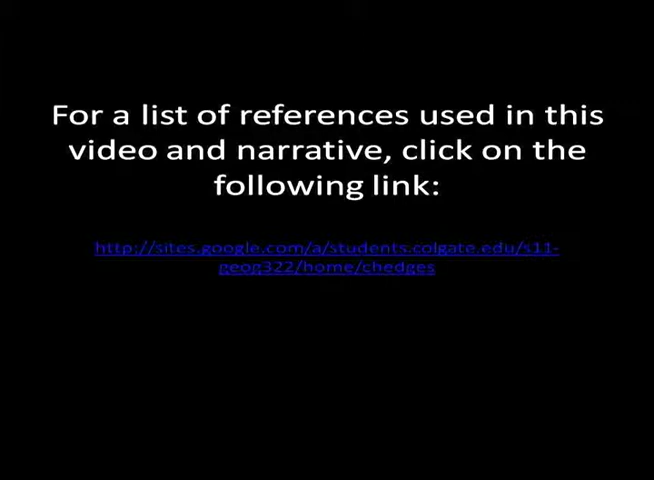 For a list of references used in this
video and narrative, click on the
following link:
http://sites.google.com/a/students.colgate.edu/s11-
geog322/home/chedges